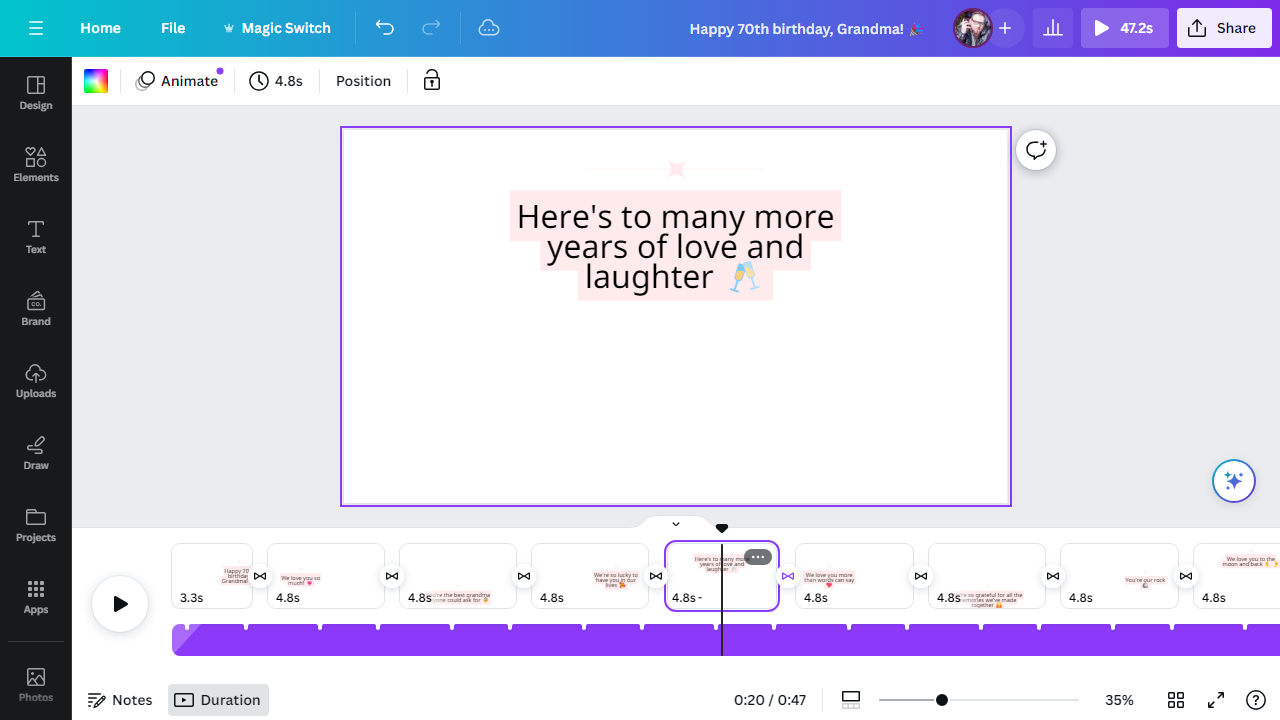 Home
File
Magic Switch
Happy 70th birthday, Grandma! 🎉
47.2s
Share
Design
Elements
Text
Brand
CO.
Uploads
Draw
Projects
Apps
Photos
Animate
4.8s
Position
Here's to many more
years of love and
laughter 🥂
Happy 70
birthday
Grandma!
3.3s
We love you so
much! 💗
4.8s
You're the best grandma
anyone could ask for
4.8s
We're so lucky to
have you in our
lives
4.8s
Here's to many more
years of love and
laughter 🥂
4.8s -
We love you more
than words can say
4.8s
We're so grateful for all the
memories we've made
together
4.8s
You're our rock
4.8s
We love you to the
moon and back
4.8s
Notes
Duration
0:20 / 0:47
35%